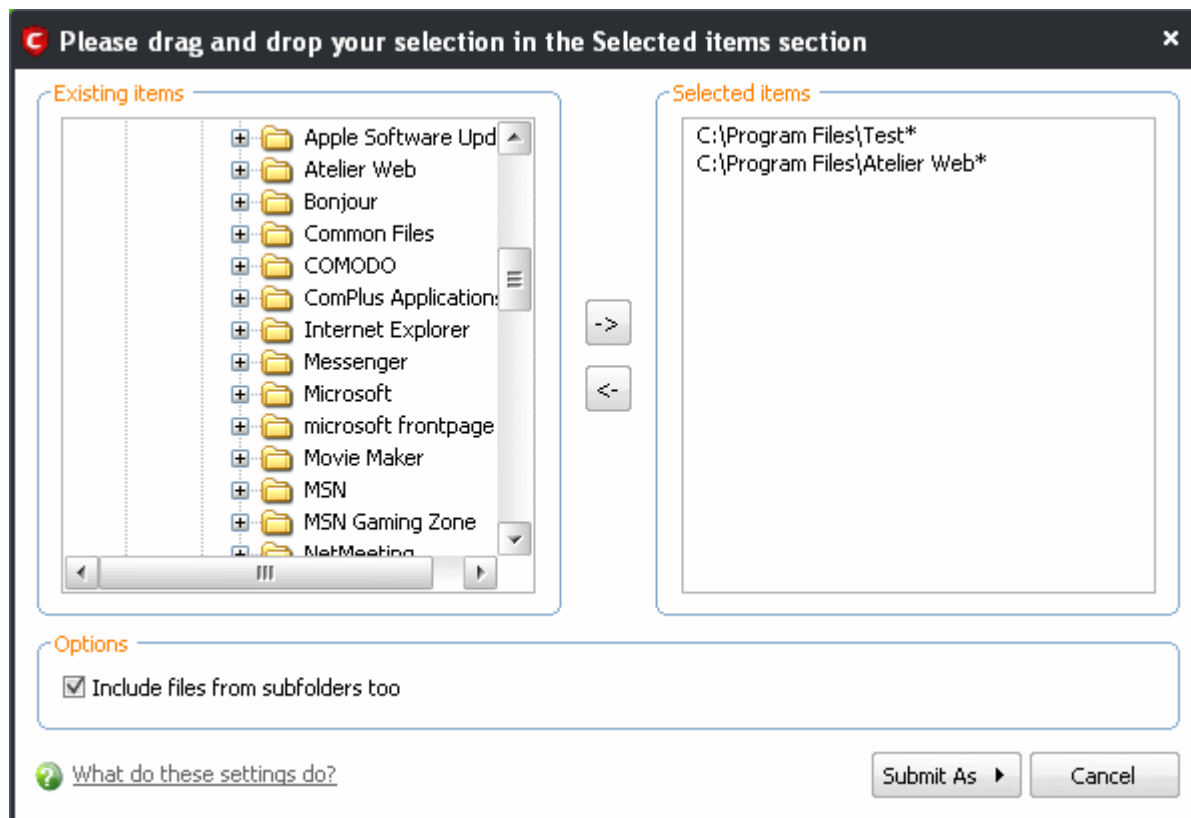 Please drag and drop your selection in the Selected items section
Existing items
Apple Software Upd
Atelier Web
Bonjour
Common Files
COMODO
ComPlus Applications
Internet Explorer
Messenger
Microsoft
microsoft frontpage
Movie Maker
MSN
MSN Gaming Zone
NetMeeting
->
<-
Selected items
C:\Program Files\Test*
C:\Program Files\Atelier Web*
Options
Include files from subfolders too
What do these settings do?
Submit As
Cancel